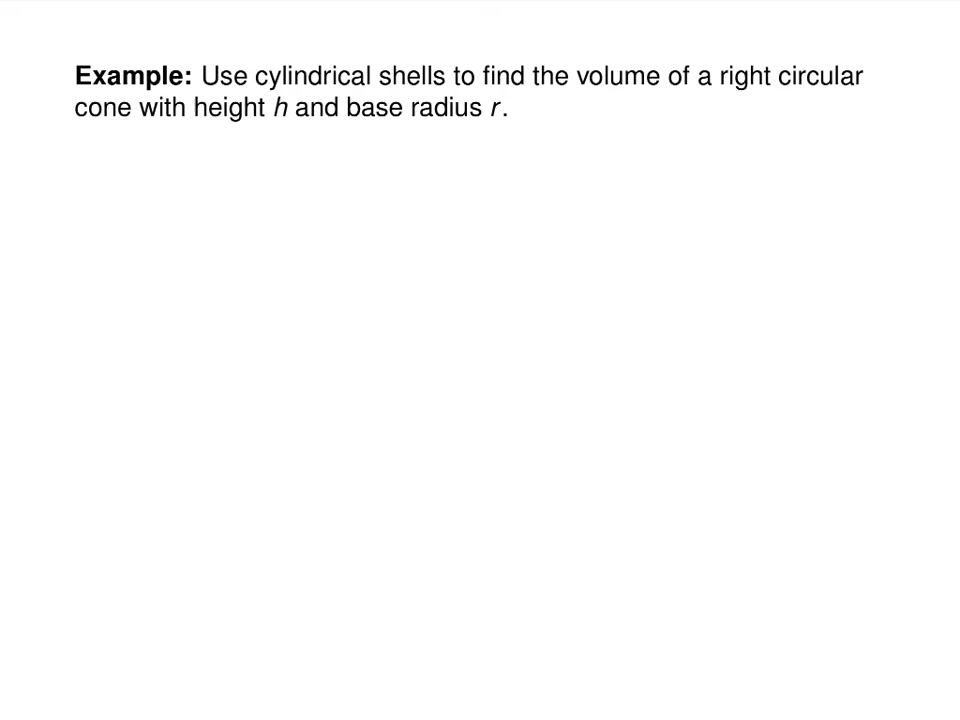 Example: Use cylindrical shells to find the volume of a right circular
cone with height h and base radius r.